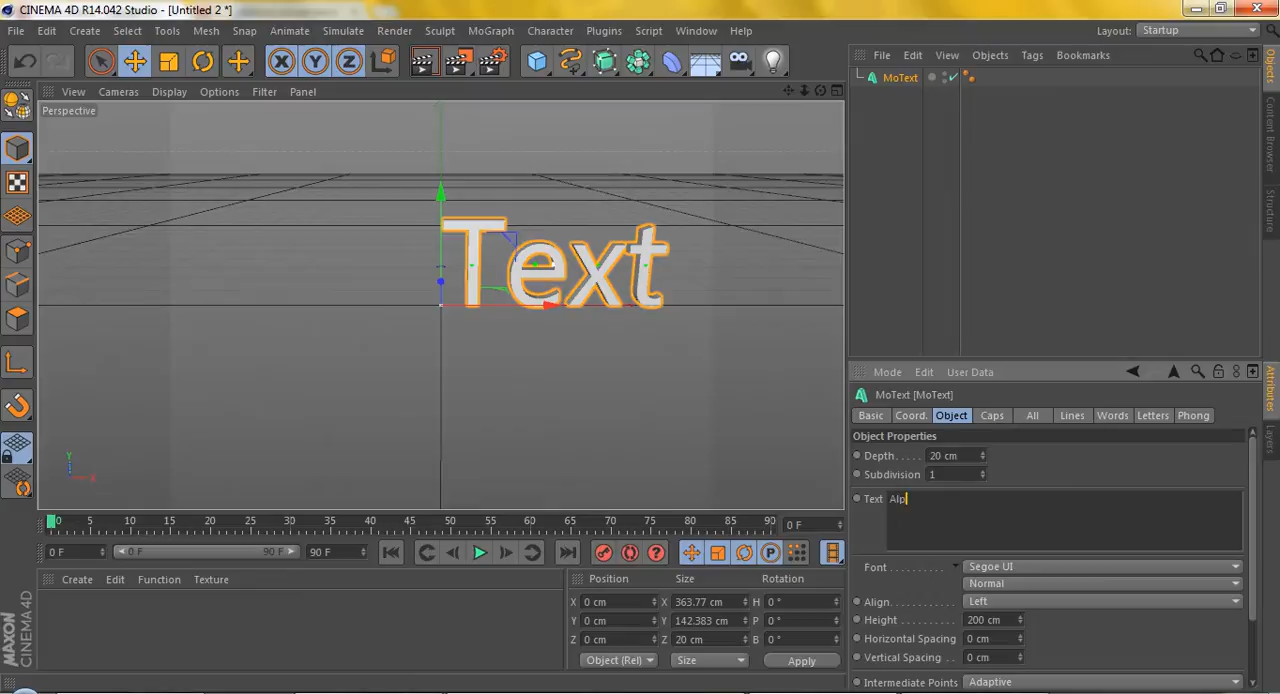 CINEMA 4D R14.042 Studio - [Untitled 2 *]
File Edit Create Select Tools Mesh Snap Animate Simulate Render Sculpt MoGraph Character Plugins Script Window Help Layout: Startup
X Y Z
File Edit View Objects Tags Bookmarks
MoText
View Cameras Display Options Filter Panel
Perspective
Text
Y
Objects
Content Browser
Structure
Attributes
Layers
Mode Edit User Data
MoText [MoText]
Basic Coord. Object Caps All Lines Words Letters Phong
Object Properties
Depth..... 20 cm
Subdivision 1
Text Alp
Font........ Segoe UI
Normal
Align........ Left
Height...... 200 cm
Horizontal Spacing 0 cm
Vertical Spacing.. 0 cm
Intermediate Points Adaptive
0 5 10 15 20 25 30 35 40 45 50 55 60 65 70 75 80 85 90 0 F
0 F 0 F 90 F 90 F
P
Create Edit Function Texture
Position Size Rotation
X 0 cm X 363.77 cm H 0 °
Y 0 cm Y 142.383 cm P 0 °
Z 0 cm Z 20 cm B 0 °
Object (Rel) Size Apply
MAXON
CINEMA 4D